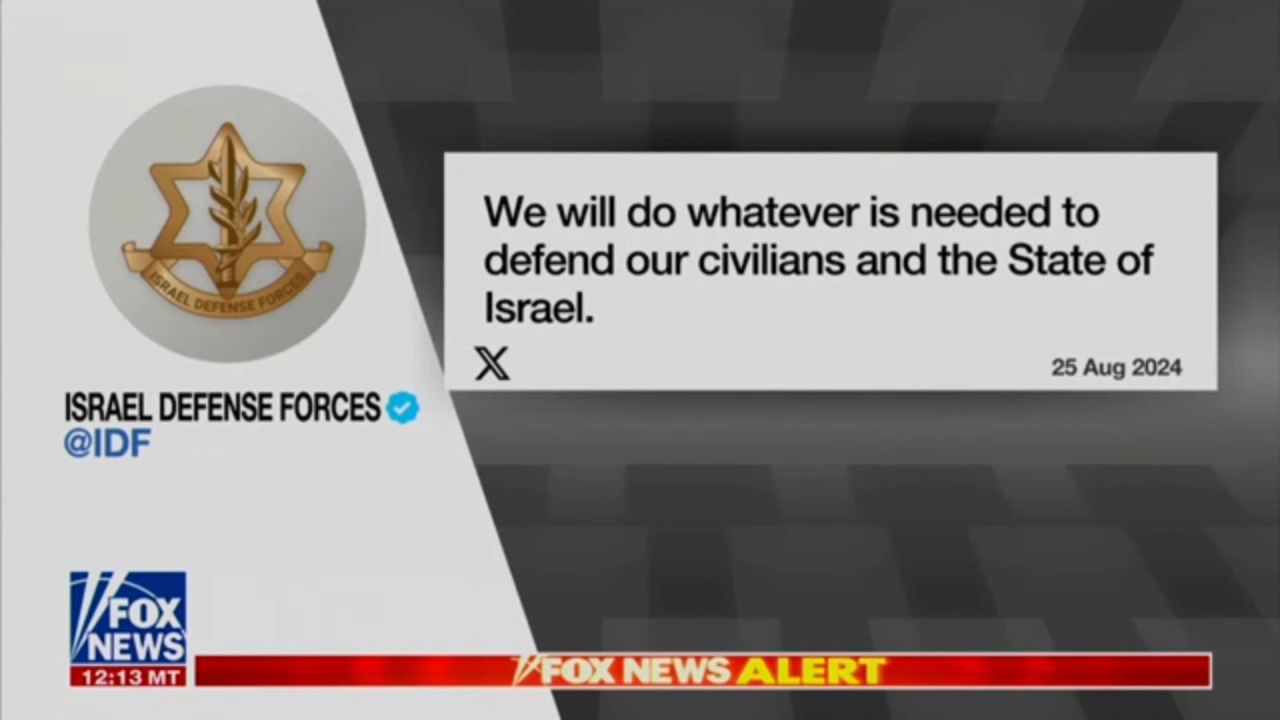 ISRAEL DEFENSE FORCES
We will do whatever is needed to
defend our civilians and the State of
Israel.
X
25 Aug 2024
ISRAEL DEFENSE FORCES
@IDF
FOX
NEWS
12:13 MT
FOX NEWS ALERT